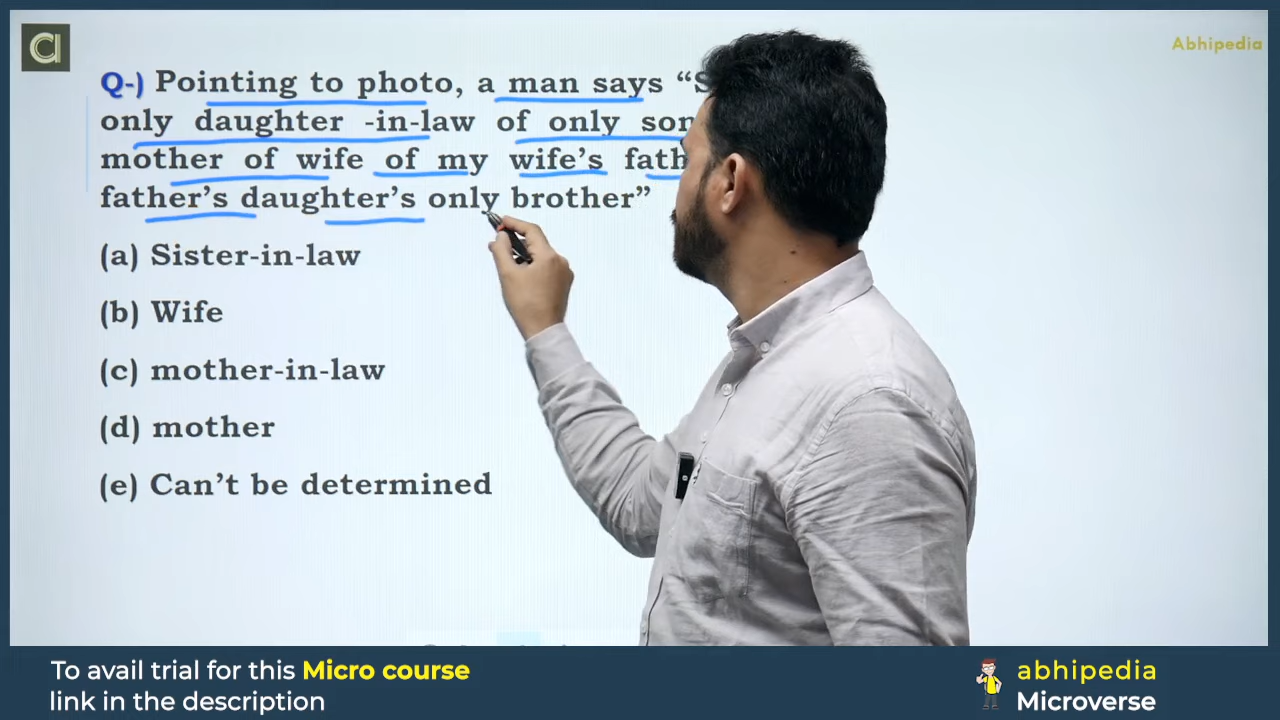 Abhipedia
Q-) Pointing to photo, a man says “S
only daughter -in-law of only son
mother of wife of my wife’s fath
father’s daughter’s only brother”
(a) Sister-in-law
(b) Wife
(c) mother-in-law
(d) mother
(e) Can’t be determined
To avail trial for this Micro course
link in the description
abhipedia
Microverse